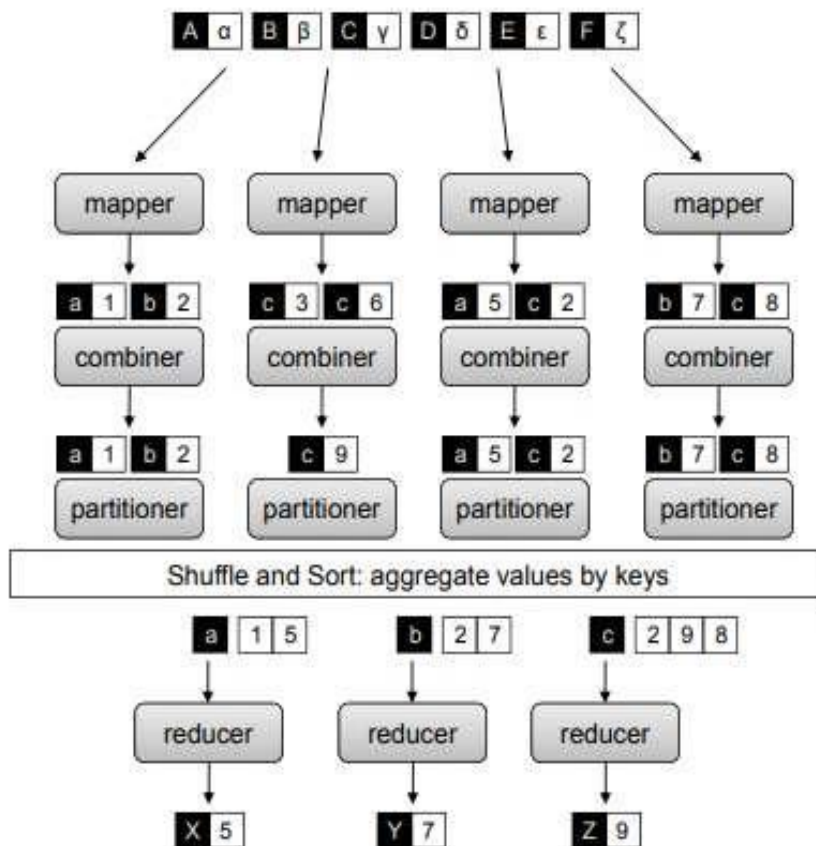 A α B β C γ D δ E ε F ζ
mapper mapper mapper mapper
a 1 b 2 c 3 c 6 a 5 c 2 b 7 c 8
combiner combiner combiner combiner
a 1 b 2 c 9 a 5 c 2 b 7 c 8
partitioner partitioner partitioner partitioner
Shuffle and Sort: aggregate values by keys
a 1 5 b 2 7 c 2 9 8
reducer reducer reducer
X 5 Y 7 Z 9